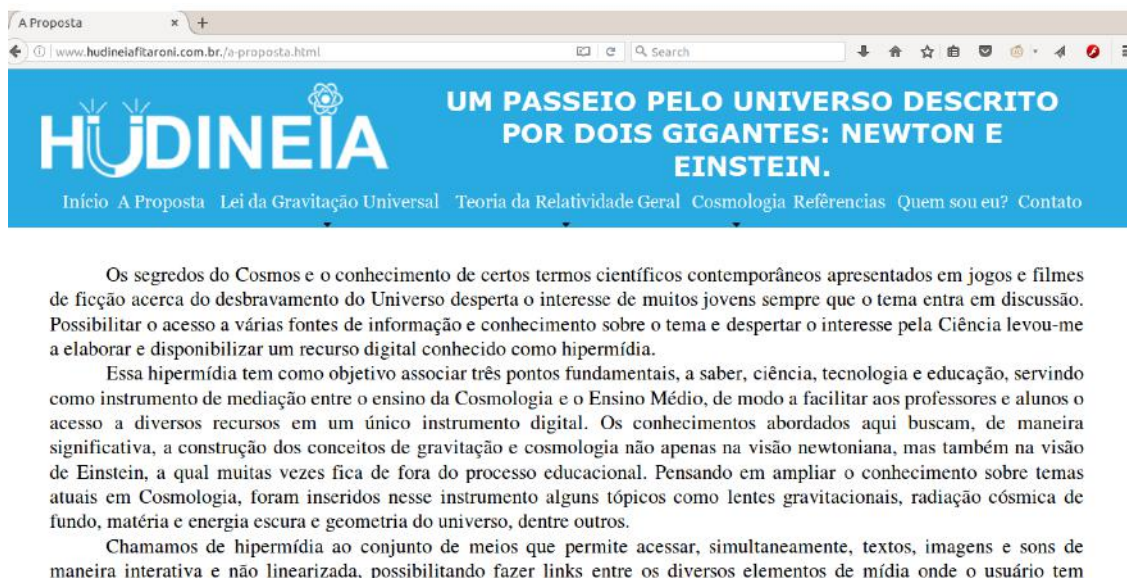 A Proposta
www.hudineiafitaroni.com.br./a-proposta.html
Search
HUDINEIA
UM PASSEIO PELO UNIVERSO DESCRITO
POR DOIS GIGANTES: NEWTON E
EINSTEIN.
Início A Proposta Lei da Gravitação Universal Teoria da Relatividade Geral Cosmologia Refêrencias Quem sou eu? Contato
Os segredos do Cosmos e o conhecimento de certos termos científicos contemporâneos apresentados em jogos e filmes
de ficção acerca do desbravamento do Universo desperta o interesse de muitos jovens sempre que o tema entra em discussão.
Possibilitar o acesso a várias fontes de informação e conhecimento sobre o tema e despertar o interesse pela Ciência levou-me
a elaborar e disponibilizar um recurso digital conhecido como hipermídia.
Essa hipermídia tem como objetivo associar três pontos fundamentais, a saber, ciência, tecnologia e educação, servindo
como instrumento de mediação entre o ensino da Cosmologia e o Ensino Médio, de modo a facilitar aos professores e alunos o
acesso a diversos recursos em um único instrumento digital. Os conhecimentos abordados aqui buscam, de maneira
significativa, a construção dos conceitos de gravitação e cosmologia não apenas na visão newtoniana, mas também na visão
de Einstein, a qual muitas vezes fica de fora do processo educacional. Pensando em ampliar o conhecimento sobre temas
atuais em Cosmologia, foram inseridos nesse instrumento alguns tópicos como lentes gravitacionais, radiação cósmica de
fundo, matéria e energia escura e geometria do universo, dentre outros.
Chamamos de hipermídia ao conjunto de meios que permite acessar, simultaneamente, textos, imagens e sons de
maneira interativa e não linearizada, possibilitando fazer links entre os diversos elementos de mídia onde o usuário tem